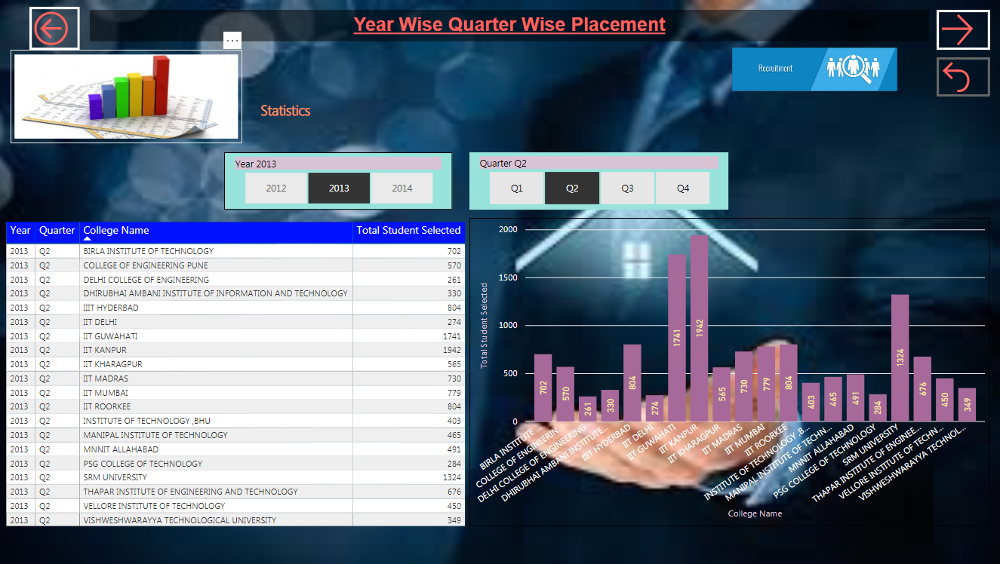 Year Wise Quarter Wise Placement
...
Recruitment
Statistics
Year 2013
2012 2013 2014
Quarter Q2
Q1 Q2 Q3 Q4
Year Quarter College Name Total Student Selected
2013 Q2 BIRLA INSTITUTE OF TECHNOLOGY 702
2013 Q2 COLLEGE OF ENGINEERING PUNE 570
2013 Q2 DELHI COLLEGE OF ENGINEERING 261
2013 Q2 DHIRUBHAI AMBANI INSTITUTE OF INFORMATION AND TECHNOLOGY 330
2013 Q2 IIIT HYDERBAD 804
2013 Q2 IIT DELHI 274
2013 Q2 IIT GUWAHATI 1741
2013 Q2 IIT KANPUR 1942
2013 Q2 IIT KHARAGPUR 565
2013 Q2 IIT MADRAS 730
2013 Q2 IIT MUMBAI 779
2013 Q2 IIT ROORKEE 804
2013 Q2 INSTITUTE OF TECHNOLOGY ,BHU 403
2013 Q2 MANIPAL INSTITUTE OF TECHNOLOGY 465
2013 Q2 MNNIT ALLAHABAD 491
2013 Q2 PSG COLLEGE OF TECHNOLOGY 284
2013 Q2 SRM UNIVERSITY 1324
2013 Q2 THAPAR INSTITUTE OF ENGINEERING AND TECHNOLOGY 676
2013 Q2 VELLORE INSTITUTE OF TECHNOLOGY 450
2013 Q2 VISHWESHWARAYYA TECHNOLOGICAL UNIVERSITY 349
Total Student Selected
2000
1500
1000
500
0
702 570 261 330 804 274 1741 1942 565 730 779 804 403 465 491 284 1324 676 450 349
BIRLA INSTITUTE ...
COLLEGE OF ENGINEERIN...
DELHI COLLEGE OF ENGINEERING
DHIRUBHAI AMBANI INSTITUTE...
IIIT HYDERBAD
IIT DELHI
IIT GUWAHATI
IIT KANPUR
IIT KHARAGPUR
IIT MADRAS
IIT MUMBAI
IIT ROORKEE
INSTITUTE OF TECHNOLOGY ,B...
MANIPAL INSTITUTE OF TECHN...
MNNIT ALLAHABAD
PSG COLLEGE OF TECHNOLOGY
SRM UNIVERSITY
THAPAR INSTITUTE OF ENGINEE...
VELLORE INSTITUTE OF TECHN...
VISHWESHWARAYYA TECHNOL...
College Name